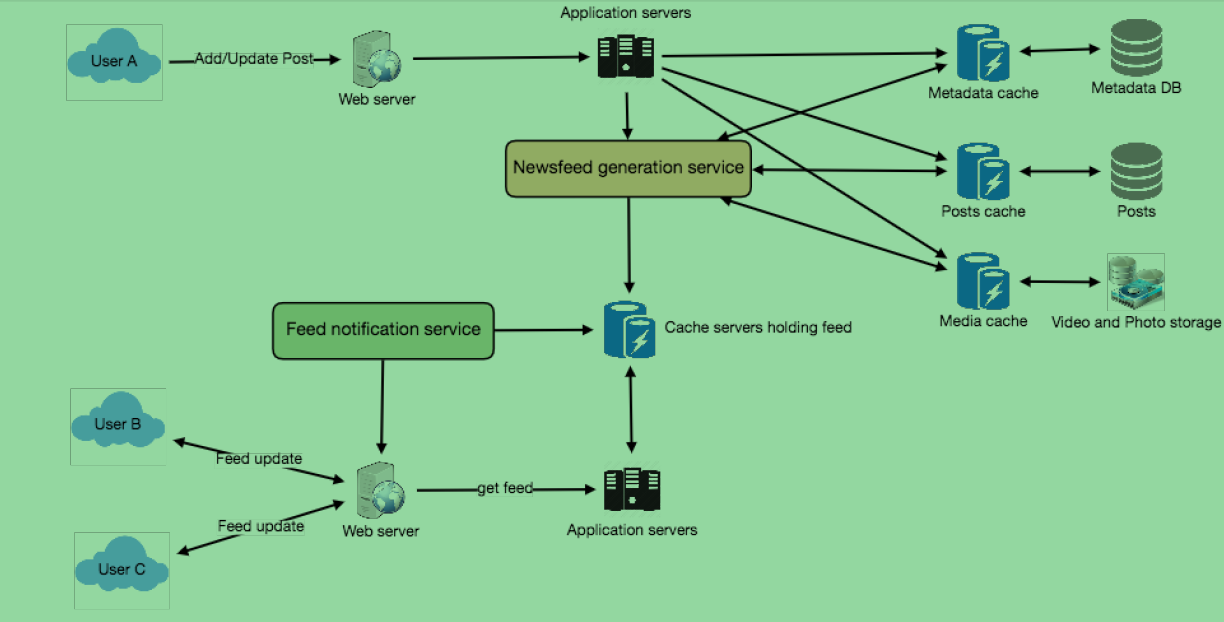 Application servers
User A
Add/Update Post
Web server
Metadata cache
Metadata DB
Newsfeed generation service
Posts cache
Posts
Media cache
Video and Photo storage
Feed notification service
Cache servers holding feed
User B
Feed update
get feed
Feed update
Web server
Application servers
User C